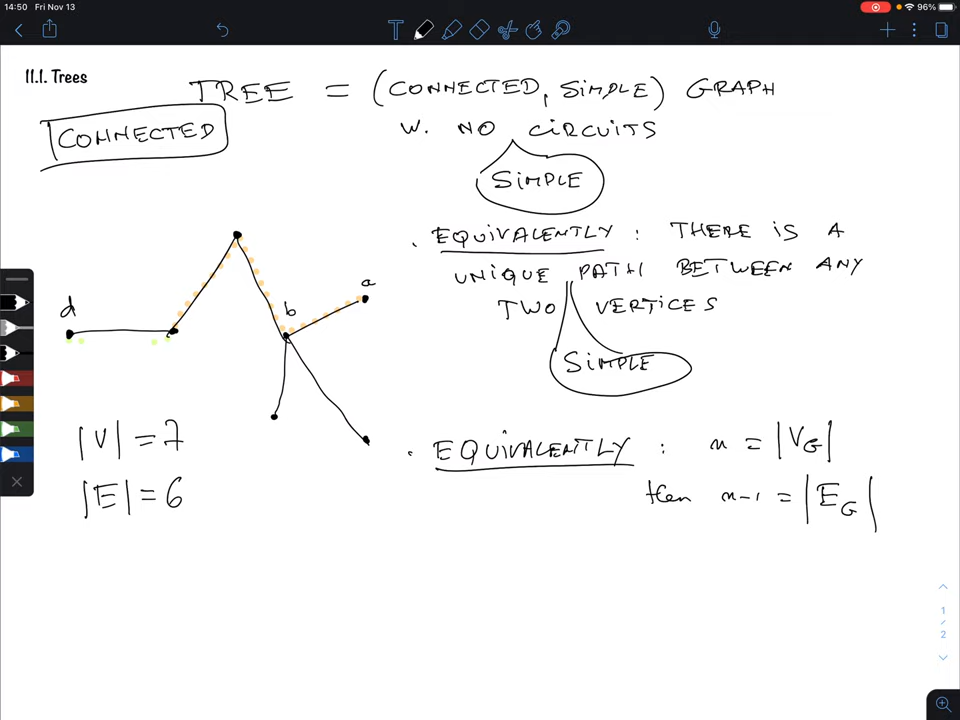 14:50 Fri Nov 13
96%
11.1. Trees
TREE = (CONNECTED, SIMPLE) GRAPH
W. NO CIRCUITS
CONNECTED
SIMPLE
. EQUIVALENTLY : THERE IS A
UNIQUE PATH BETWEEN ANY
TWO VERTICES
SIMPLE
d
b
a
|V| = 7
|E| = 6
. EQUIVALENTLY : n = |V_G|
then n-1 = |E_G|
1
/
2